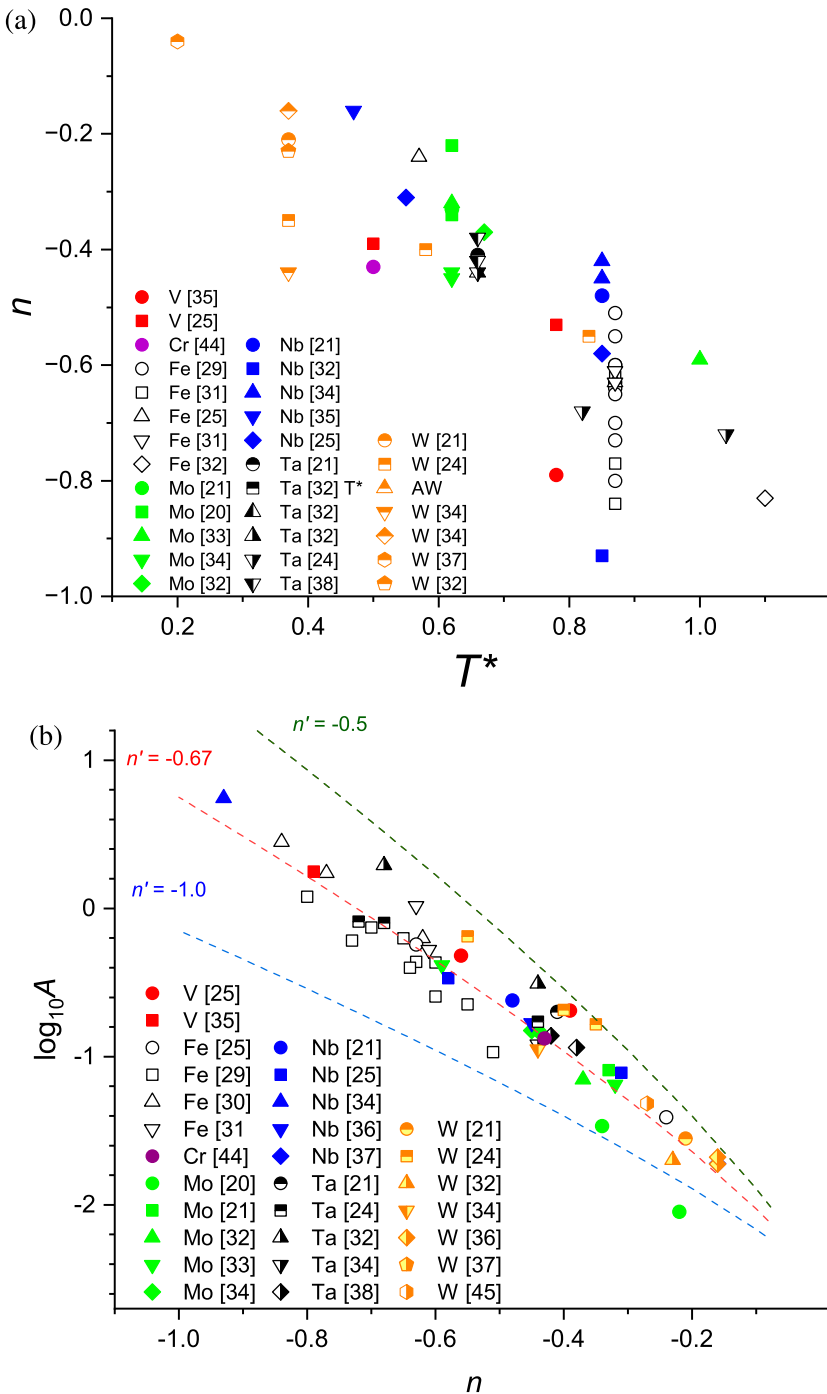 (a)
0.0
−0.2
−0.4
−0.6
−0.8
−1.0
n
V [35]
V [25]
Cr [44]
Fe [29]
Fe [31]
Fe [25]
Fe [31]
Fe [32]
Mo [21]
Mo [20]
Mo [33]
Mo [34]
Mo [32]
Nb [21]
Nb [32]
Nb [34]
Nb [35]
Nb [25]
Ta [21]
Ta [32] T*
Ta [32]
Ta [32]
Ta [24]
Ta [38]
W [21]
W [24]
AW
W [34]
W [34]
W [37]
W [32]
0.2 0.4 0.6 0.8 1.0
T*
(b)
n' = -0.5
n' = -0.67
n' = -1.0
1
0
-1
-2
log₁₀A
V [25]
V [35]
Fe [25]
Fe [29]
Fe [30]
Fe [31
Cr [44]
Mo [20]
Mo [21]
Mo [32]
Mo [33]
Mo [34]
Nb [21]
Nb [25]
Nb [34]
Nb [36]
Nb [37]
Ta [21]
Ta [24]
Ta [32]
Ta [34]
Ta [38]
W [21]
W [24]
W [32]
W [34]
W [36]
W [37]
W [45]
-1.0 -0.8 -0.6 -0.4 -0.2
n